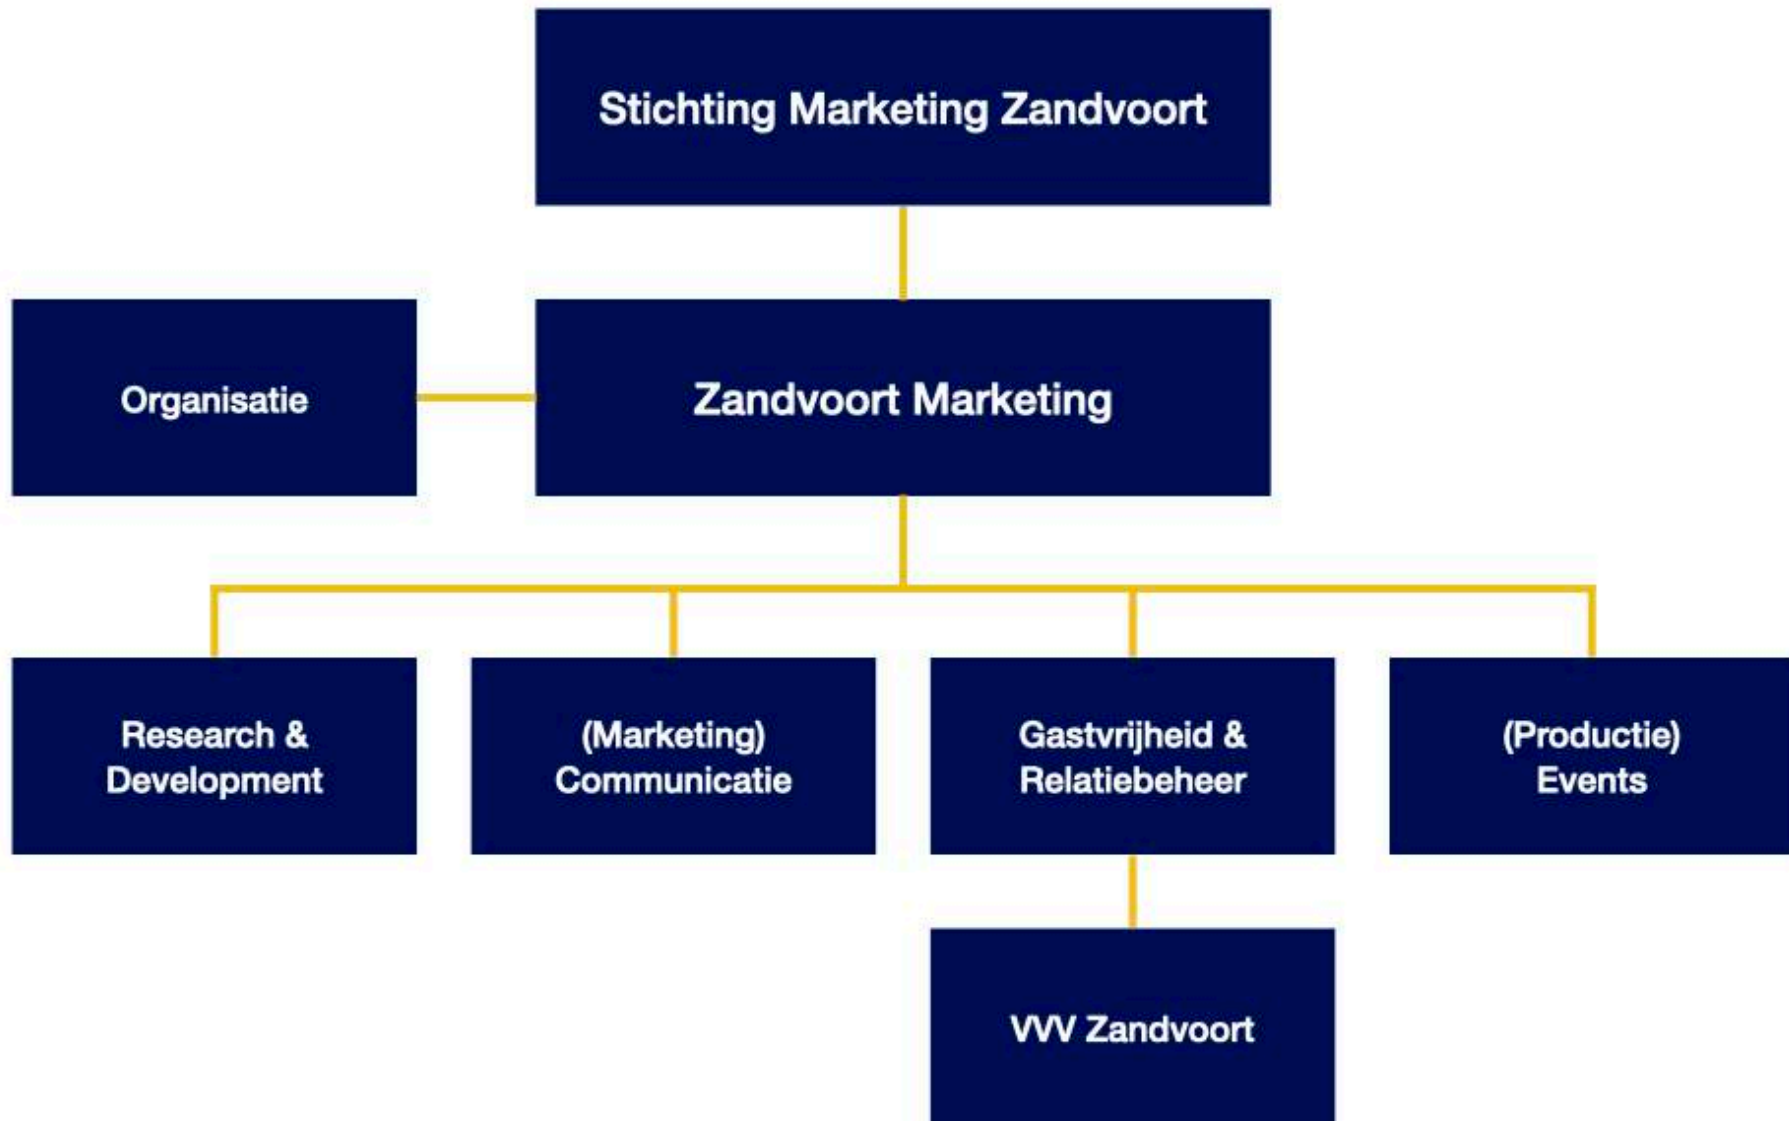 Stichting Marketing Zandvoort
Organisatie
Zandvoort Marketing
Research &
Development
(Marketing)
Communicatie
Gastvrijheid &
Relatiebeheer
(Productie)
Events
VVV Zandvoort